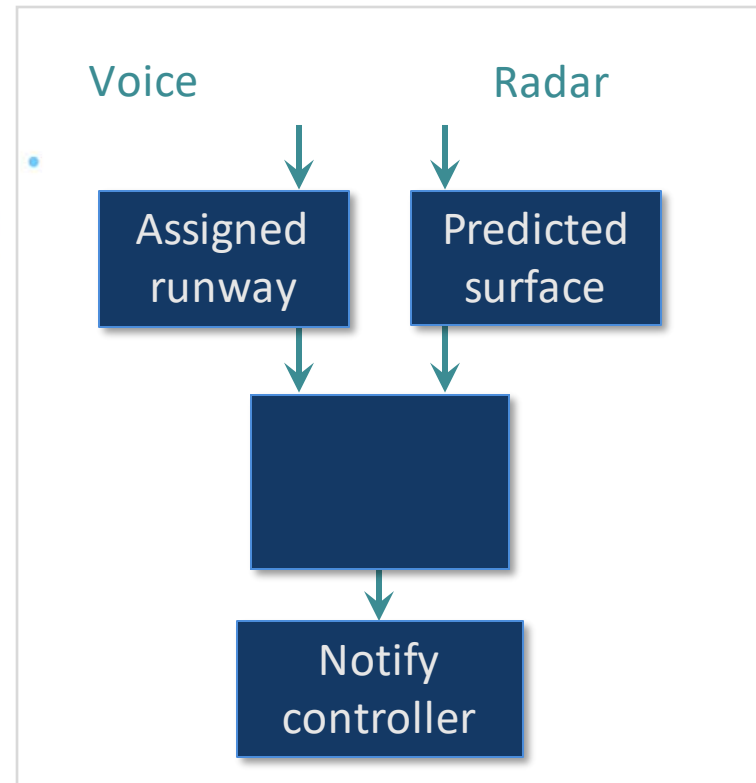 Voice
Radar
Assigned
runway
Predicted
surface
Notify
controller